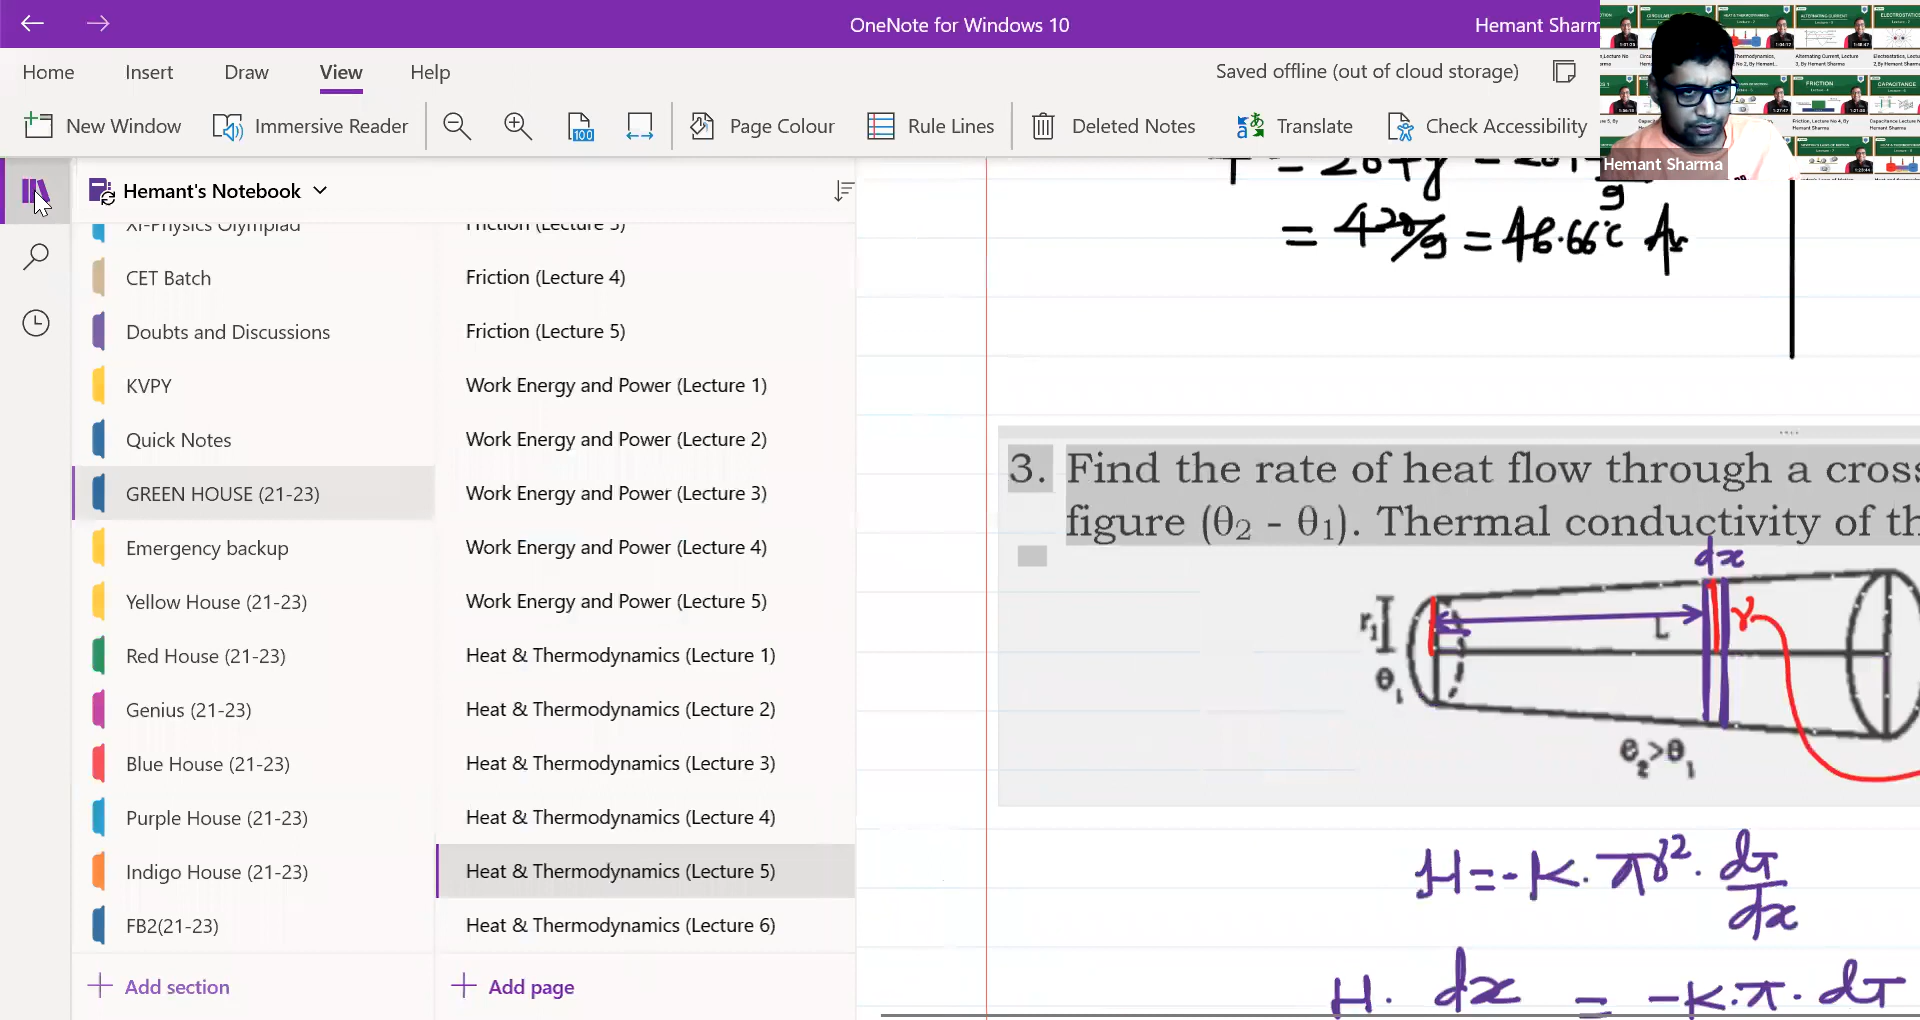 OneNote for Windows 10
Hemant Sharm
Home Insert Draw View Help
Saved offline (out of cloud storage)
New Window Immersive Reader Page Colour Rule Lines Deleted Notes Translate Check Accessibility
Hemant Sharma
Hemant's Notebook
XI-Physics Olympiad
CET Batch
Doubts and Discussions
KVPY
Quick Notes
GREEN HOUSE (21-23)
Emergency backup
Yellow House (21-23)
Red House (21-23)
Genius (21-23)
Blue House (21-23)
Purple House (21-23)
Indigo House (21-23)
FB2(21-23)
Add section
Friction (Lecture 3)
Friction (Lecture 4)
Friction (Lecture 5)
Work Energy and Power (Lecture 1)
Work Energy and Power (Lecture 2)
Work Energy and Power (Lecture 3)
Work Energy and Power (Lecture 4)
Work Energy and Power (Lecture 5)
Heat & Thermodynamics (Lecture 1)
Heat & Thermodynamics (Lecture 2)
Heat & Thermodynamics (Lecture 3)
Heat & Thermodynamics (Lecture 4)
Heat & Thermodynamics (Lecture 5)
Heat & Thermodynamics (Lecture 6)
Add page
= 420/9 = 46.66°C
3. Find the rate of heat flow through a cross
figure (θ2 - θ1). Thermal conductivity of th
dx
r1 L r
θ1
θ2>θ1
H = -K. πr². dT/dx
H. dx = -K.π. dT